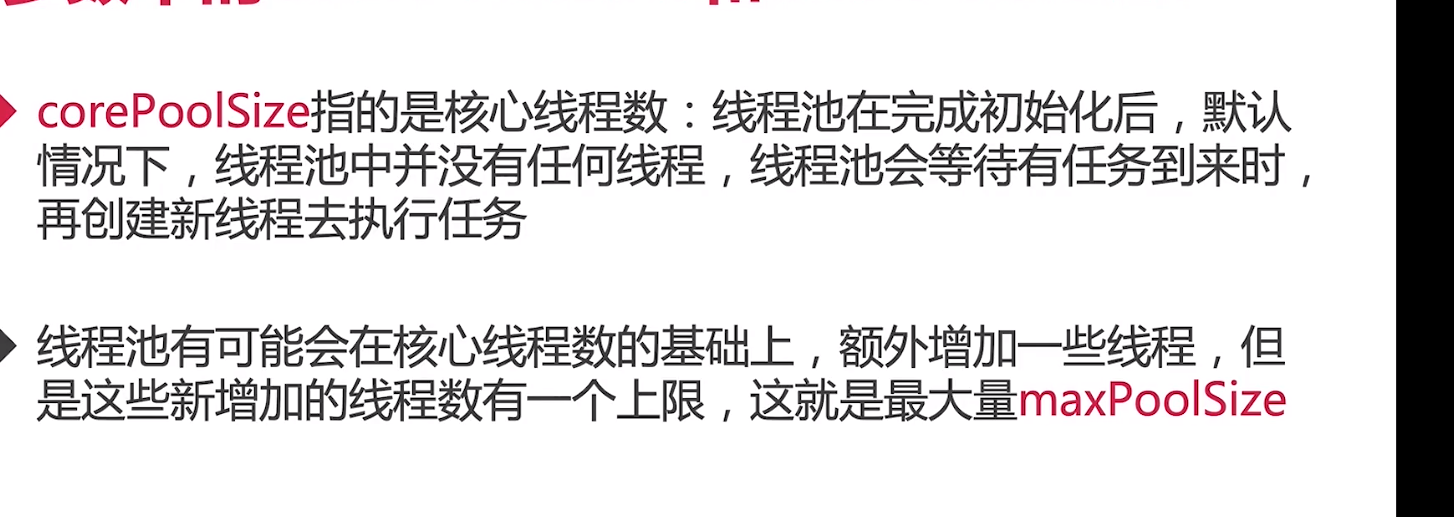 corePoolSize指的是核心线程数：线程池在完成初始化后，默认
情况下，线程池中并没有任何线程，线程池会等待有任务到来时，
再创建新线程去执行任务
线程池有可能会在核心线程数的基础上，额外增加一些线程，但
是这些新增加的线程数有一个上限，这就是最大量maxPoolSize